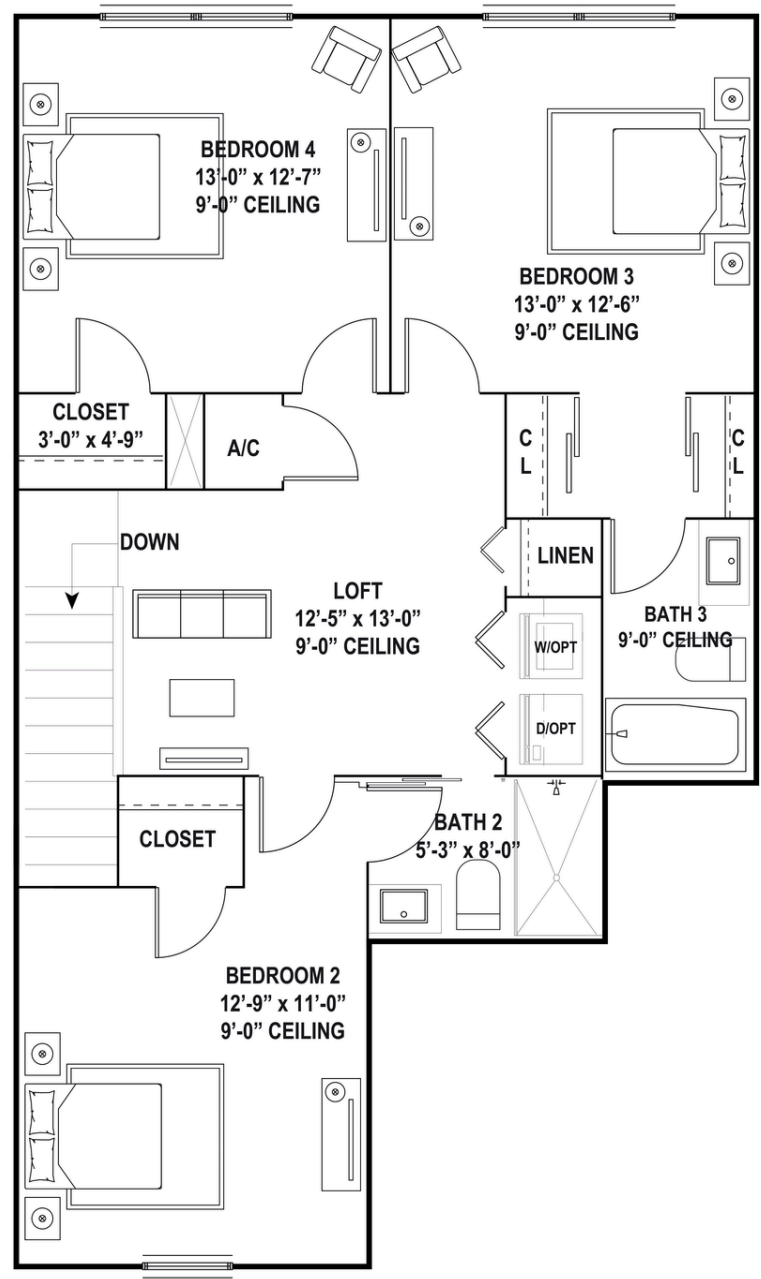 BEDROOM 4
13’-0” x 12’-7”
9’-0” CEILING
BEDROOM 3
13’-0” x 12’-6”
9’-0” CEILING
CLOSET
3’-0” x 4’-9”
A/C
C
L
C
L
DOWN
LINEN
LOFT
12’-5” x 13’-0”
9’-0” CEILING
W/OPT
BATH 3
9’-0” CEILING
D/OPT
CLOSET
BATH 2
5’-3” x 8’-0”
BEDROOM 2
12’-9” x 11’-0”
9’-0” CEILING